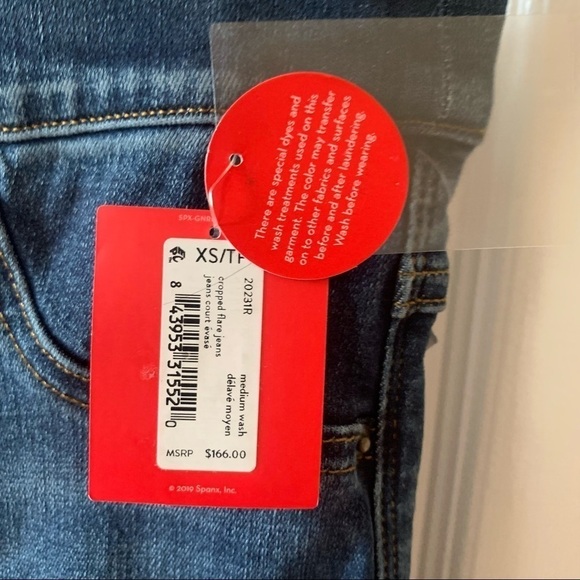 There are special dyes and
wash treatments used on this
garment. The color may transfer
on to other fabrics and surfaces
before and after laundering.
Wash before wearing.
XS/TP
20231R
cropped flare jeans
jeans court évasé
medium wash
délavé moyen
8 43953 31552 0
MSRP $166.00
© 2019 Spanx, Inc.